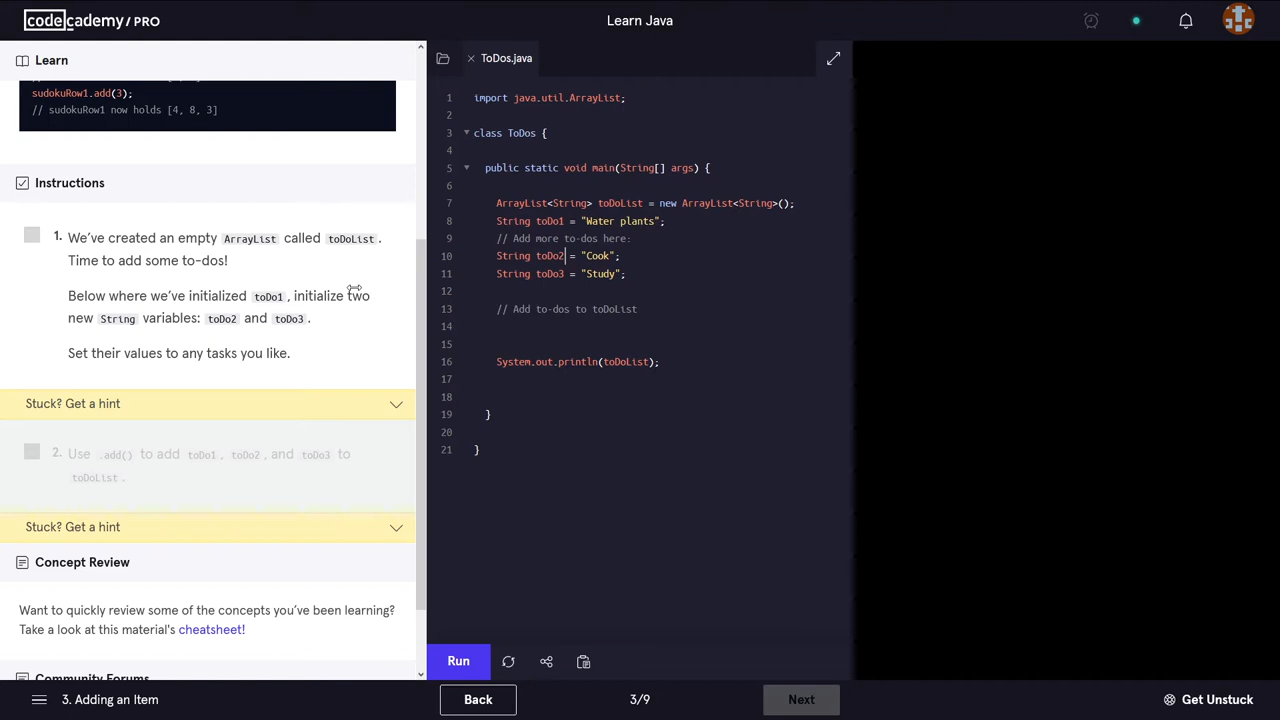 codecademy/PRO
Learn Java
Learn
sudokuRow1.add(3);
// sudokuRow1 now holds [4, 8, 3]
Instructions
1. We've created an empty ArrayList called toDoList.
Time to add some to-dos!
Below where we've initialized toDo1, initialize two
new String variables: toDo2 and toDo3.
Set their values to any tasks you like.
Stuck? Get a hint
2. Use .add() to add toDo1, toDo2, and toDo3 to
toDoList.
Stuck? Get a hint
Concept Review
Want to quickly review some of the concepts you've been learning?
Take a look at this material's cheatsheet!
Community Forums
ToDos.java
1 import java.util.ArrayList;
2
3 class ToDos {
4
5 public static void main(String[] args) {
6
7 ArrayList<String> toDoList = new ArrayList<String>();
8 String toDo1 = "Water plants";
9 // Add more to-dos here:
10 String toDo2 = "Cook";
11 String toDo3 = "Study";
12
13 // Add to-dos to toDoList
14
15
16 System.out.println(toDoList);
17
18
19 }
20
21 }
Run
3. Adding an Item
Back
3/9
Next
Get Unstuck